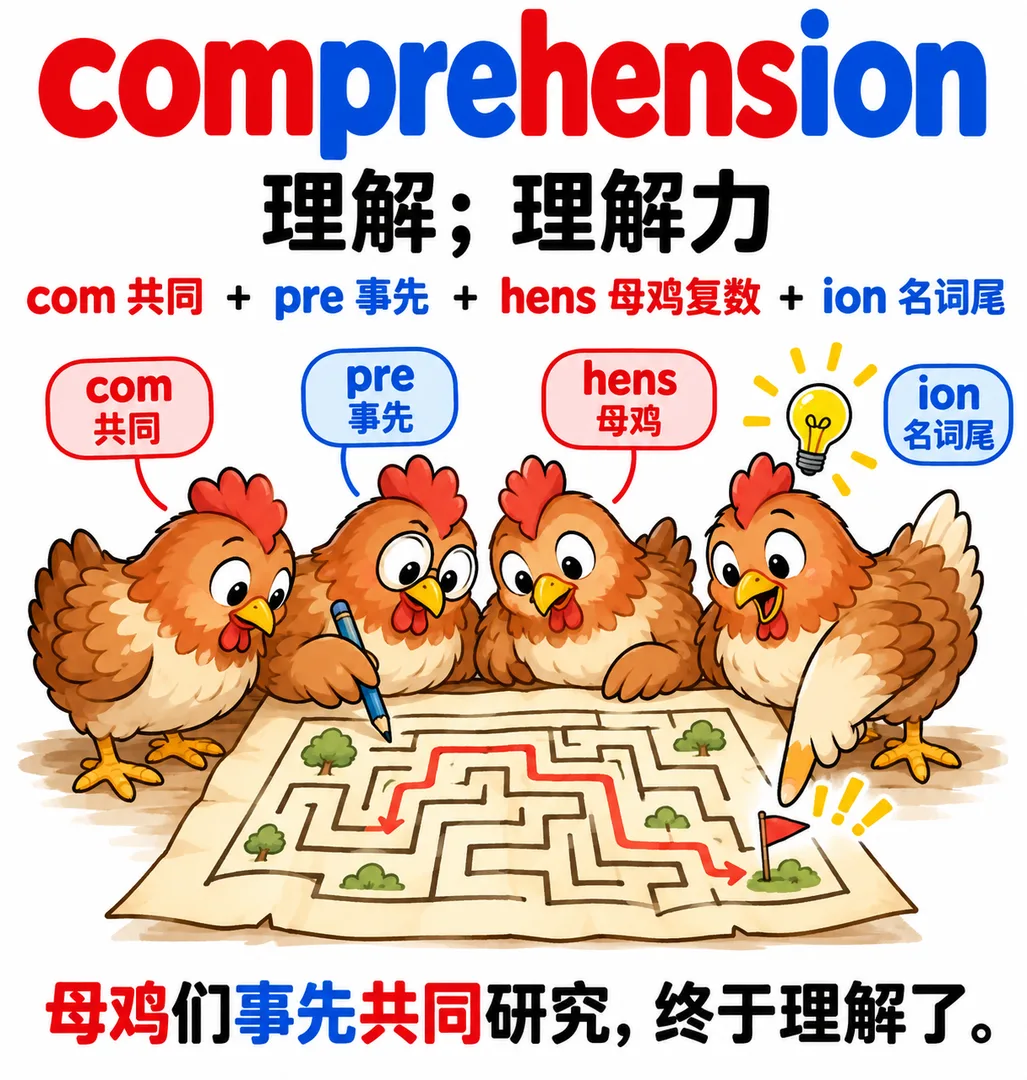 comprehension
理解；理解力
com 共同 + pre 事先 + hens 母鸡复数 + ion 名词尾
com
共同
pre
事先
hens
母鸡
ion
名词尾
!!!
母鸡们事先共同研究，终于理解了。